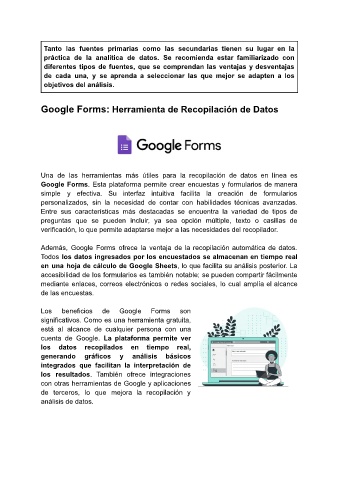 Tanto las fuentes primarias como las secundarias tienen su lugar en la
práctica de la analítica de datos. Se recomienda estar familiarizado con
diferentes tipos de fuentes, que se comprendan las ventajas y desventajas
de cada una, y se aprenda a seleccionar las que mejor se adapten a los
objetivos del análisis.
Google Forms: Herramienta de Recopilación de Datos
Google Forms
Una de las herramientas más útiles para la recopilación de datos en línea es
Google Forms. Esta plataforma permite crear encuestas y formularios de manera
simple y efectiva. Su interfaz intuitiva facilita la creación de formularios
personalizados, sin la necesidad de contar con habilidades técnicas avanzadas.
Entre sus características más destacadas se encuentra la variedad de tipos de
preguntas que se pueden incluir, ya sea opción múltiple, texto o casillas de
verificación, lo que permite adaptarse mejor a las necesidades del recopilador.
Además, Google Forms ofrece la ventaja de la recopilación automática de datos.
Todos los datos ingresados por los encuestados se almacenan en tiempo real
en una hoja de cálculo de Google Sheets, lo que facilita su análisis posterior. La
accesibilidad de los formularios es también notable; se pueden compartir fácilmente
mediante enlaces, correos electrónicos o redes sociales, lo cual amplía el alcance
de las encuestas.
Los beneficios de Google Forms son
significativos. Como es una herramienta gratuita,
está al alcance de cualquier persona con una
cuenta de Google. La plataforma permite ver
los datos recopilados en tiempo real,
generando gráficos y análisis básicos
integrados que facilitan la interpretación de
los resultados. También ofrece integraciones
con otras herramientas de Google y aplicaciones
de terceros, lo que mejora la recopilación y
análisis de datos.